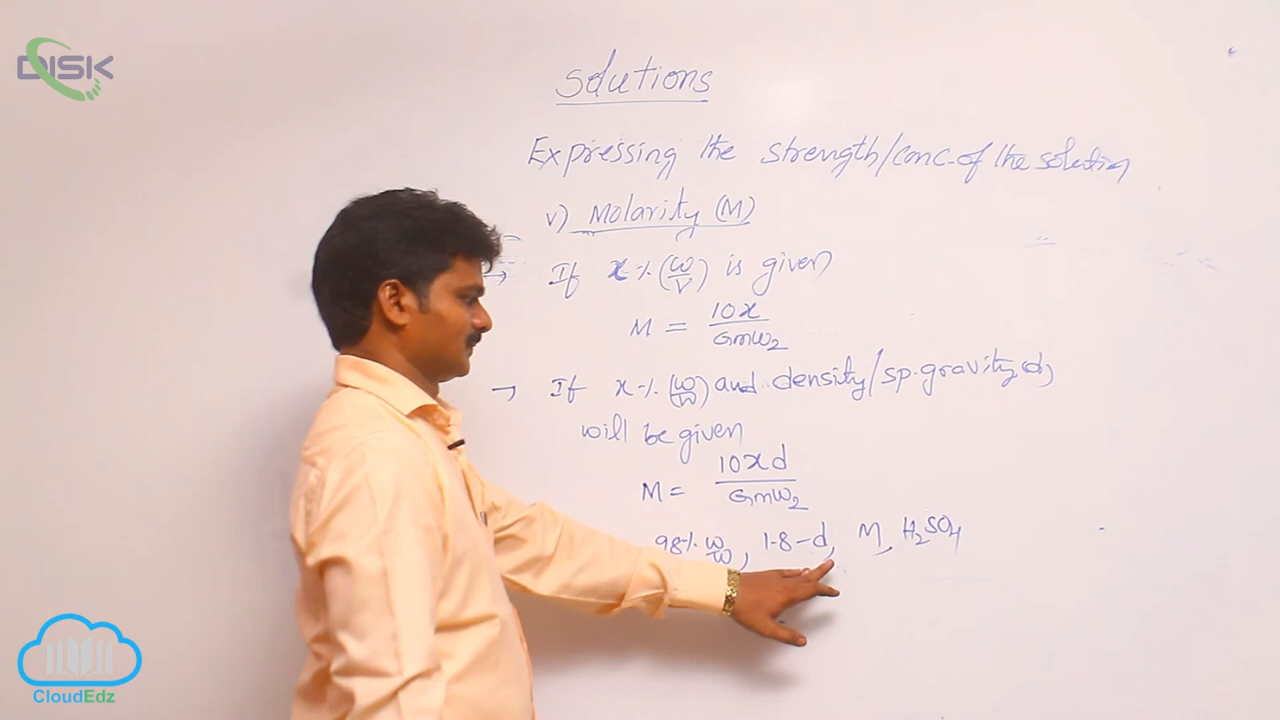 DISK
Solutions
Expressing the strength/conc. of the solution
v) Molarity (M)
→ If x % (w/v) is given
M = 10x / GMW₂
→ If x % (w/w) and density/sp. gravity (d)
will be given
M = 10xd / GMW₂
98% w/w, 1.8-d, M, H₂SO₄
CloudEdz